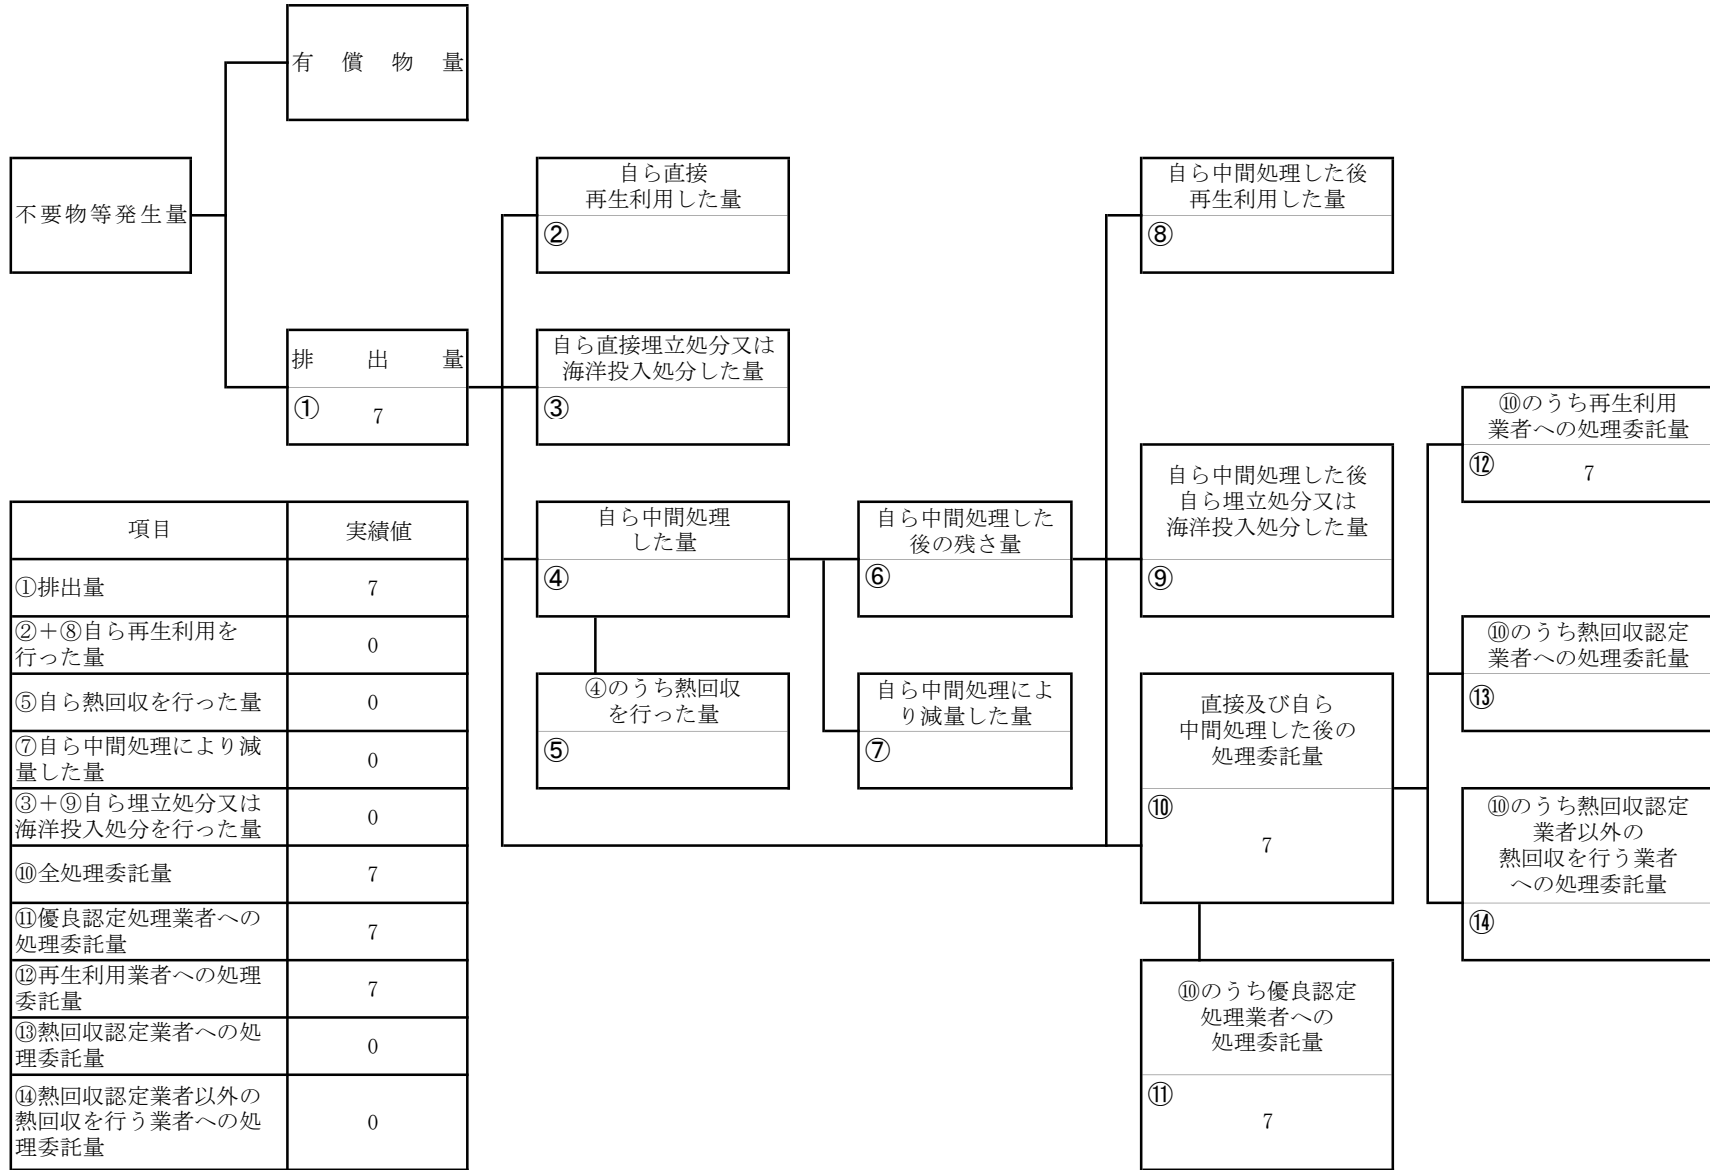 有償物量
不要物等発生量
自ら直接
再生利用した量
②
自ら中間処理した後
再生利用した量
⑧
排出量
① 7
自ら直接埋立処分又は
海洋投入処分した量
③
⑩のうち再生利用
業者への処理委託量
⑫ 7
自ら中間処理
した量
④
自ら中間処理した
後の残さ量
⑥
自ら中間処理した後
自ら埋立処分又は
海洋投入処分した量
⑨
⑩のうち熱回収認定
業者への処理委託量
⑬
④のうち熱回収
を行った量
⑤
自ら中間処理によ
り減量した量
⑦
直接及び自ら
中間処理した後の
処理委託量
⑩
7
⑩のうち熱回収認定
業者以外の
熱回収を行う業者
への処理委託量
⑭
⑩のうち優良認定
処理業者への
処理委託量
⑪
7
項目 実績値
①排出量 7
②＋⑧自ら再生利用を
行った量 0
⑤自ら熱回収を行った量 0
⑦自ら中間処理により減
量した量 0
③＋⑨自ら埋立処分又は
海洋投入処分を行った量 0
⑩全処理委託量 7
⑪優良認定処理業者への
処理委託量 7
⑫再生利用業者への処理
委託量 7
⑬熱回収認定業者への処
理委託量 0
⑭熱回収認定業者以外の
熱回収を行う業者への処
理委託量 0